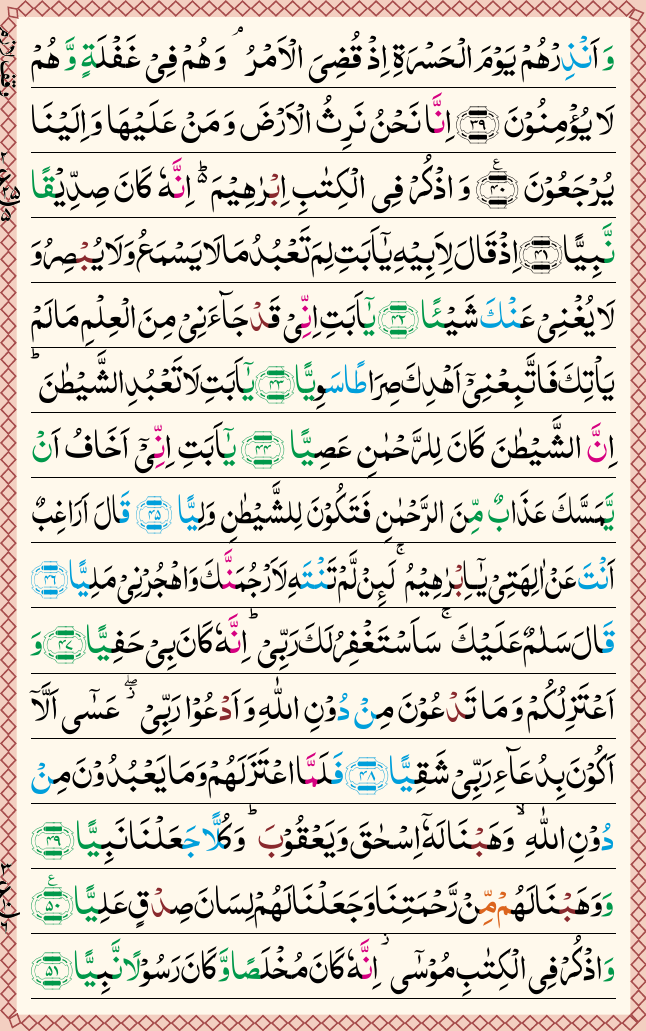 وَاَنْذِرْهُمْ يَوْمَ الْحَسْرَةِ اِذْ قُضِىَ الْاَمْرُ ۘ وَهُمْ فِىْ غَفْلَةٍ وَّهُمْ
لَا يُؤْمِنُوْنَ ﴿۳۹﴾ اِنَّا نَحْنُ نَرِثُ الْاَرْضَ وَمَنْ عَلَيْهَا وَاِلَيْنَا
يُرْجَعُوْنَ ﴿۴۰﴾ وَاذْكُرْ فِى الْكِتٰبِ اِبْرٰهِيْمَ ؕ اِنَّهٗ كَانَ صِدِّيْقًا
نَّبِيًّا ﴿۴۱﴾ اِذْ قَالَ لِاَبِيْهِ يٰٓاَبَتِ لِمَ تَعْبُدُ مَا لَا يَسْمَعُ وَلَا يُبْصِرُ وَ
لَا يُغْنِىْ عَنْكَ شَيْئًا ﴿۴۲﴾ يٰٓاَبَتِ اِنِّىْ قَدْ جَآءَنِىْ مِنَ الْعِلْمِ مَا لَمْ
يَاْتِكَ فَاتَّبِعْنِىْۤ اَهْدِكَ صِرَاطًا سَوِيًّا ﴿۴۳﴾ يٰٓاَبَتِ لَا تَعْبُدِ الشَّيْطٰنَ ؕ
اِنَّ الشَّيْطٰنَ كَانَ لِلرَّحْمٰنِ عَصِيًّا ﴿۴۴﴾ يٰٓاَبَتِ اِنِّىْۤ اَخَافُ اَنْ
يَّمَسَّكَ عَذَابٌ مِّنَ الرَّحْمٰنِ فَتَكُوْنَ لِلشَّيْطٰنِ وَلِيًّا ﴿۴۵﴾ قَالَ اَرَاغِبٌ
اَنْتَ عَنْ اٰلِهَتِىْ يٰٓـاِبْرٰهِيْمُ ۚ لَئِنْ لَّمْ تَنْتَهِ لَاَرْجُمَنَّكَ وَاهْجُرْنِىْ مَلِيًّا ﴿۴۶﴾
قَالَ سَلٰمٌ عَلَيْكَ ۚ سَاَسْتَغْفِرُ لَكَ رَبِّىْ ؕ اِنَّهٗ كَانَ بِىْ حَفِيًّا ﴿۴۷﴾ وَ
اَعْتَزِلُكُمْ وَمَا تَدْعُوْنَ مِنْ دُوْنِ اللّٰهِ وَاَدْعُوْا رَبِّىْ ۖ عَسٰٓى اَلَّاۤ
اَكُوْنَ بِدُعَآءِ رَبِّىْ شَقِيًّا ﴿۴۸﴾ فَلَمَّا اعْتَزَلَهُمْ وَمَا يَعْبُدُوْنَ مِنْ
دُوْنِ اللّٰهِ ۙ وَهَبْنَا لَهٗۤ اِسْحٰقَ وَيَعْقُوْبَ ؕ وَكُلًّا جَعَلْنَا نَبِيًّا ﴿۴۹﴾
وَوَهَبْنَا لَهُمْ مِّنْ رَّحْمَتِنَا وَجَعَلْنَا لَهُمْ لِسَانَ صِدْقٍ عَلِيًّا ﴿۵۰﴾
وَاذْكُرْ فِى الْكِتٰبِ مُوْسٰٓى ۚ اِنَّهٗ كَانَ مُخْلَصًا وَّكَانَ رَسُوْلًا نَّبِيًّا ﴿۵۱﴾